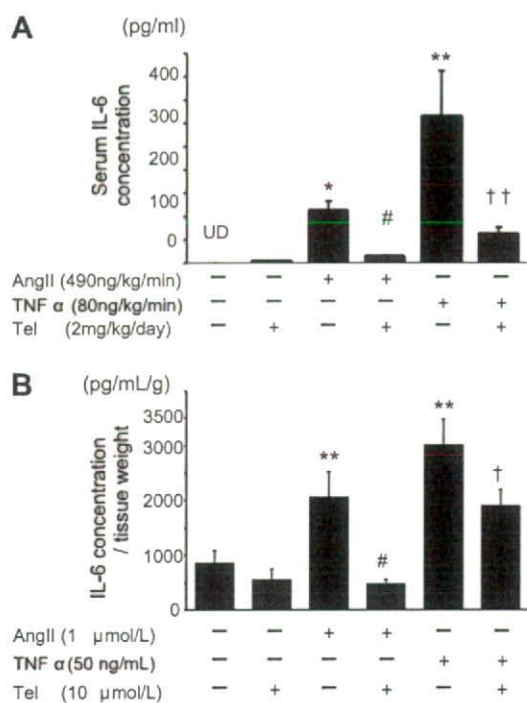 A
(pg/ml)
Serum IL-6
concentration
400
300
200
100
0
UD
*
#
**
† †
AngII (490ng/kg/min) − − + + − −
TNF α (80ng/kg/min) − − − − + +
Tel (2mg/kg/day) − + − + − +
B
(pg/mL/g)
IL-6 concentration
/ tissue weight
3500
3000
2000
1000
0
**
#
**
†
AngII (1 μmol/L) − − + + − −
TNF α (50 ng/mL) − − − − + +
Tel (10 μmol/L) − + − + − +